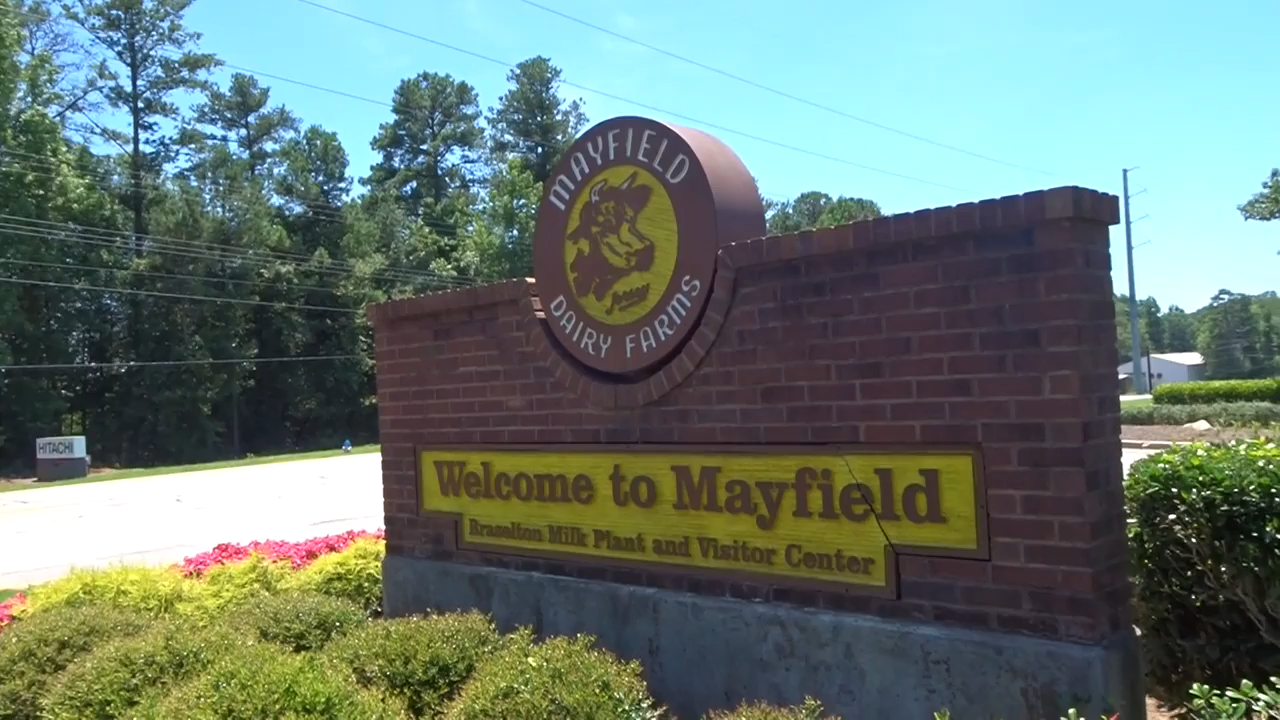 MAYFIELD
Jersey
DAIRY FARMS
HITACHI
Welcome to Mayfield
Braselton Milk Plant and Visitor Center